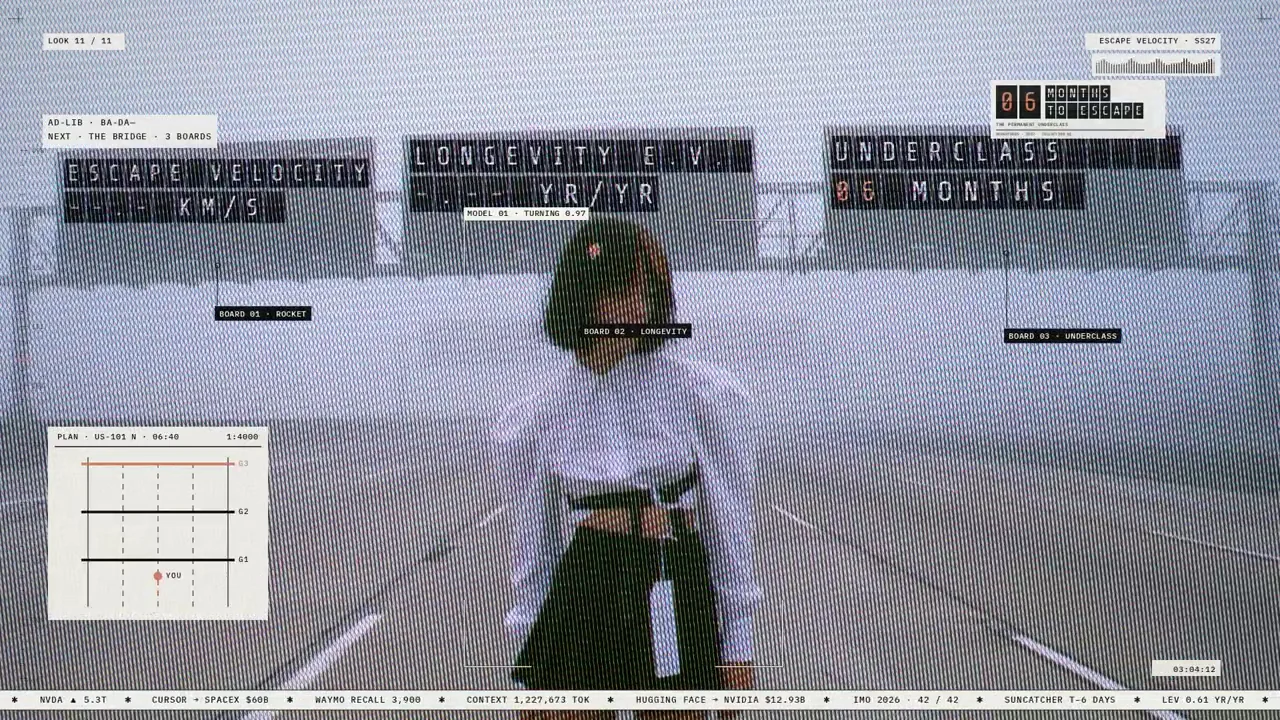 LOOK 11 / 11
ESCAPE VELOCITY · SS27
06 MONTHS
TO ESCAPE
THE PERMANENT UNDERCLASS
AD-LIB · BA-DA—
NEXT · THE BRIDGE · 3 BOARDS
ESCAPE VELOCITY
--.-- KM/S
LONGEVITY E.V.
-.-- YR/YR
UNDERCLASS
06 MONTHS
MODEL 01 · TURNING 0.97
BOARD 01 · ROCKET
BOARD 02 · LONGEVITY
BOARD 03 · UNDERCLASS
PLAN · US-101 N · 06:40 1:4000
G3
G2
G1
YOU
03:04:12
✱ NVDA ▲ 5.3T ✱ CURSOR → SPACEX $60B ✱ WAYMO RECALL 3,900 ✱ CONTEXT 1,227,673 TOK ✱ HUGGING FACE → NVIDIA $12.93B ✱ IMO 2026 · 42 / 42 ✱ SUNCATCHER T-6 DAYS ✱ LEV 0.61 YR/YR ✱